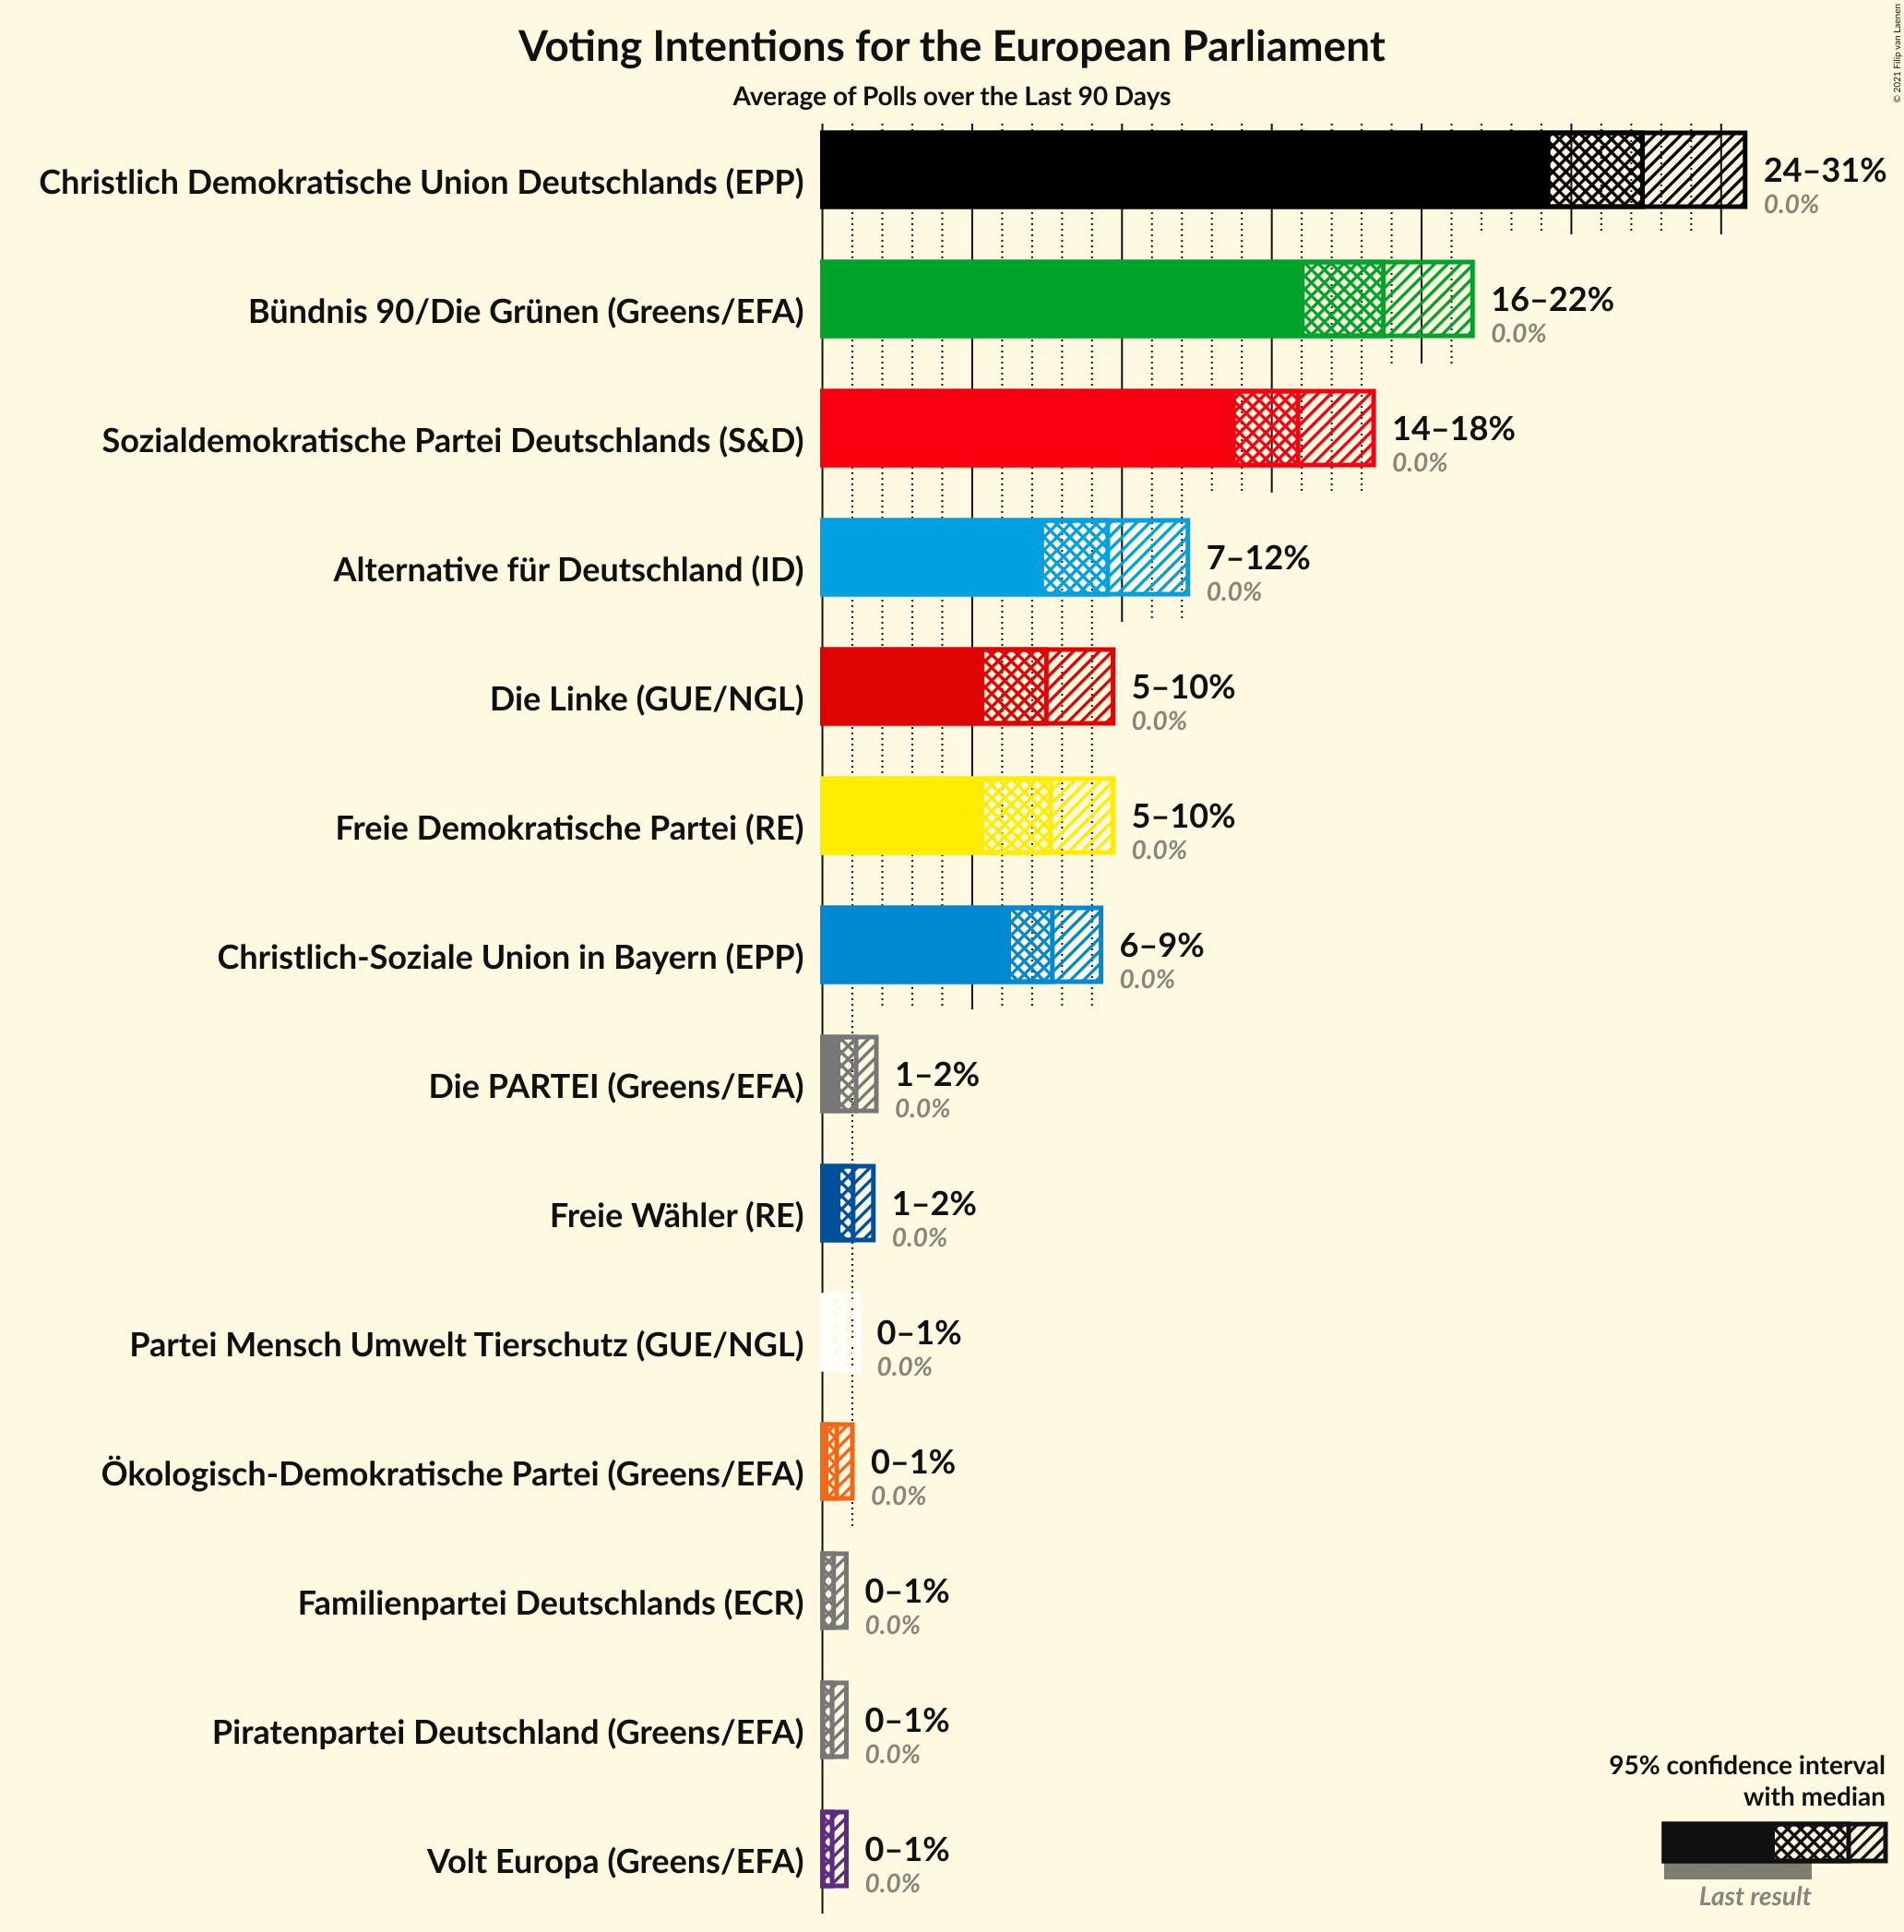 Voting Intentions for the European Parliament
Average of Polls over the Last 90 Days
© 2021 Filip van Laenen
Christlich Demokratische Union Deutschlands (EPP)
24–31%
0.0%
Bündnis 90/Die Grünen (Greens/EFA)
16–22%
0.0%
Sozialdemokratische Partei Deutschlands (S&D)
14–18%
0.0%
Alternative für Deutschland (ID)
7–12%
0.0%
Die Linke (GUE/NGL)
5–10%
0.0%
Freie Demokratische Partei (RE)
5–10%
0.0%
Christlich-Soziale Union in Bayern (EPP)
6–9%
0.0%
Die PARTEI (Greens/EFA)
1–2%
0.0%
Freie Wähler (RE)
1–2%
0.0%
Partei Mensch Umwelt Tierschutz (GUE/NGL)
0–1%
0.0%
Ökologisch-Demokratische Partei (Greens/EFA)
0–1%
0.0%
Familienpartei Deutschlands (ECR)
0–1%
0.0%
Piratenpartei Deutschland (Greens/EFA)
0–1%
0.0%
Volt Europa (Greens/EFA)
0–1%
0.0%
95% confidence interval
with median
Last result